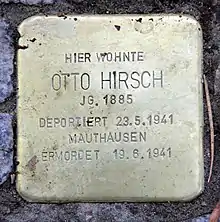 HIER WOHNTE
OTTO HIRSCH
JG. 1885
DEPORTIERT 23.5.1941
MAUTHAUSEN
ERMORDET 19.6.1941